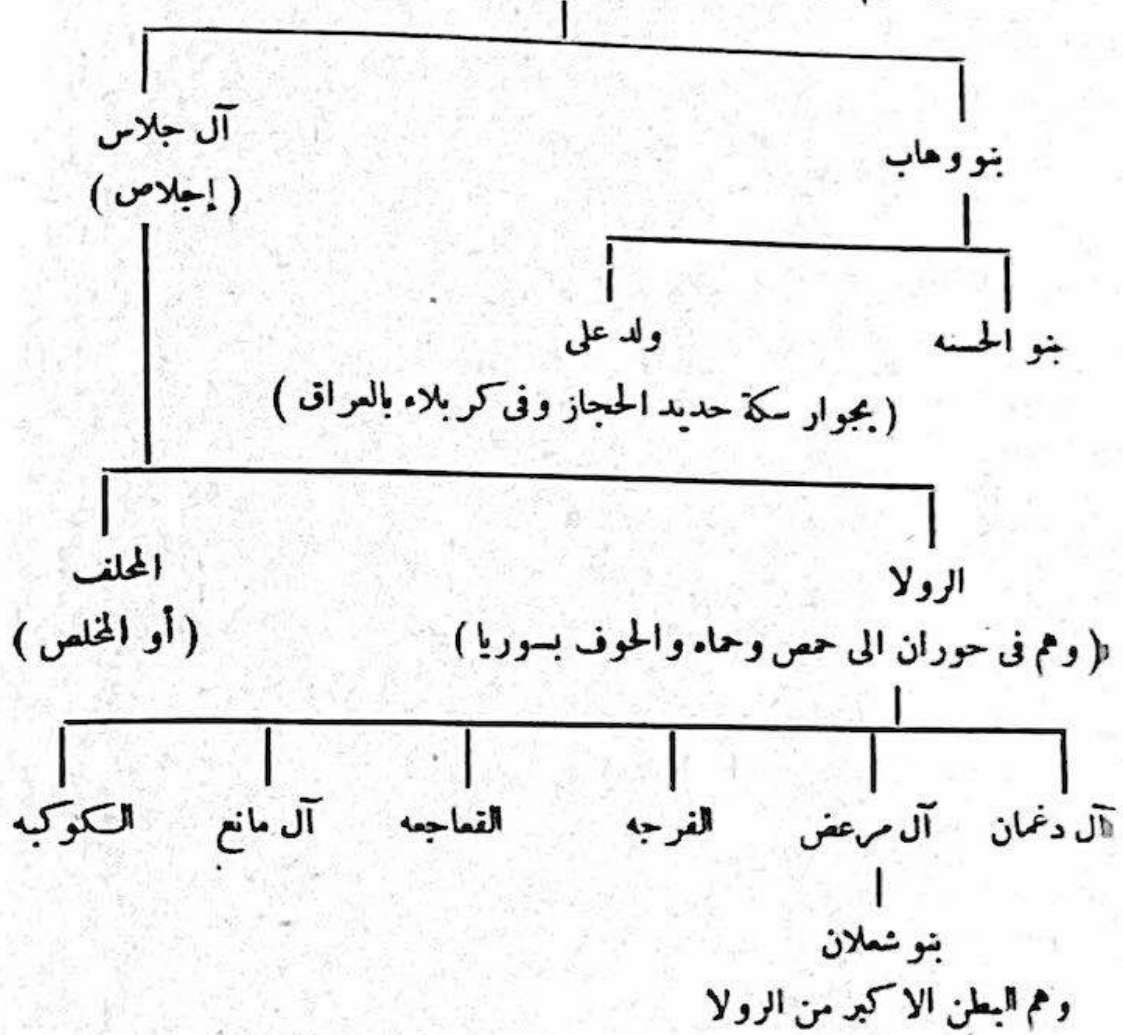 آل جلاس
بنو وهاب
( إجلاص )
ولد على
بنو الحسنه
( بجوار سكة حديد الحجاز وفى كربلاء بالعراق )
المحلف
الرولا
( أو المخلص )
( وهم فى حوران الى حمص وحماه والحوف بسوريا )
آل دغمان
آل مرعض
الفرجه
القعاجعه
آل مانع
الكوكبه
بنو شعلان
وهم البطن الاكبر من الرولا